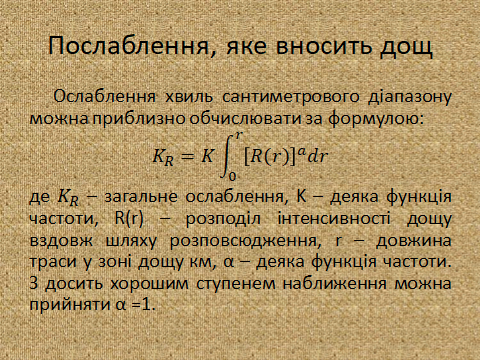 Послаблення, яке вносить дощ
Ослаблення хвиль сантиметрового діапазону
можна приблизно обчислювати за формулою:
𝐾_𝑅 = 𝐾 ∫_0^𝑟 [𝑅(𝑟)]^𝑎 𝑑𝑟
де 𝐾_𝑅 – загальне ослаблення, K – деяка функція
частоти, R(r) – розподіл інтенсивності дощу
вздовж шляху розповсюдження, r – довжина
траси у зоні дощу км, α – деяка функція частоти.
З досить хорошим ступенем наближення можна
прийняти α =1.